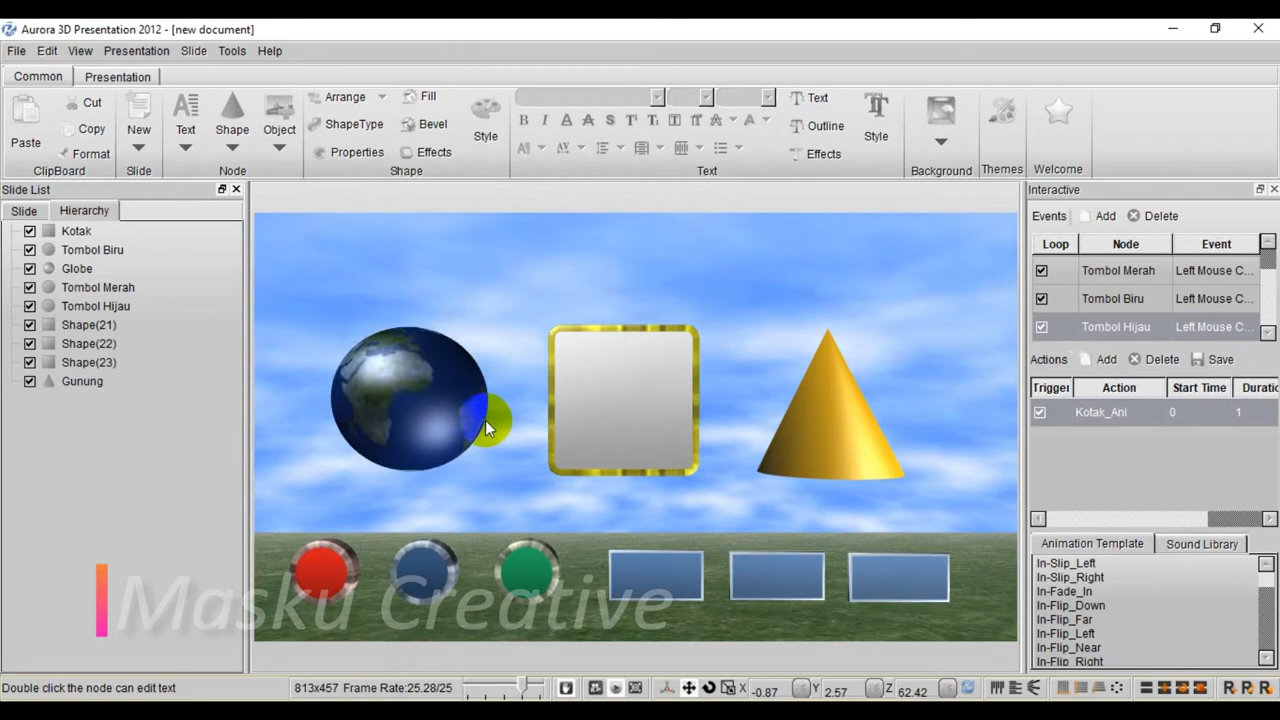 Aurora 3D Presentation 2012 - [new document]
File Edit View Presentation Slide Tools Help
Common Presentation
Paste Cut Copy Format ClipBoard
New Slide
Text Shape Object Node
Arrange ShapeType Properties Fill Bevel Effects Style Shape
Text Outline Effects Style Text
Background Themes Welcome
Slide List
Slide Hierarchy
Kotak
Tombol Biru
Globe
Tombol Merah
Tombol Hijau
Shape(21)
Shape(22)
Shape(23)
Gunung
Masku Creative
Interactive
Events Add Delete
Loop Node Event
Tombol Merah Left Mouse C...
Tombol Biru Left Mouse C...
Tombol Hijau Left Mouse C...
Actions Add Delete Save
Trigger Action Start Time Duratio
Kotak_Ani 0 1
Animation Template Sound Library
In-Slip_Left
In-Slip_Right
In-Fade_In
In-Flip_Down
In-Flip_Far
In-Flip_Left
In-Flip_Near
In-Flip_Right
Double click the node can edit text 813x457 Frame Rate:25.28/25 X -0.87 Y 2.57 Z 62.42